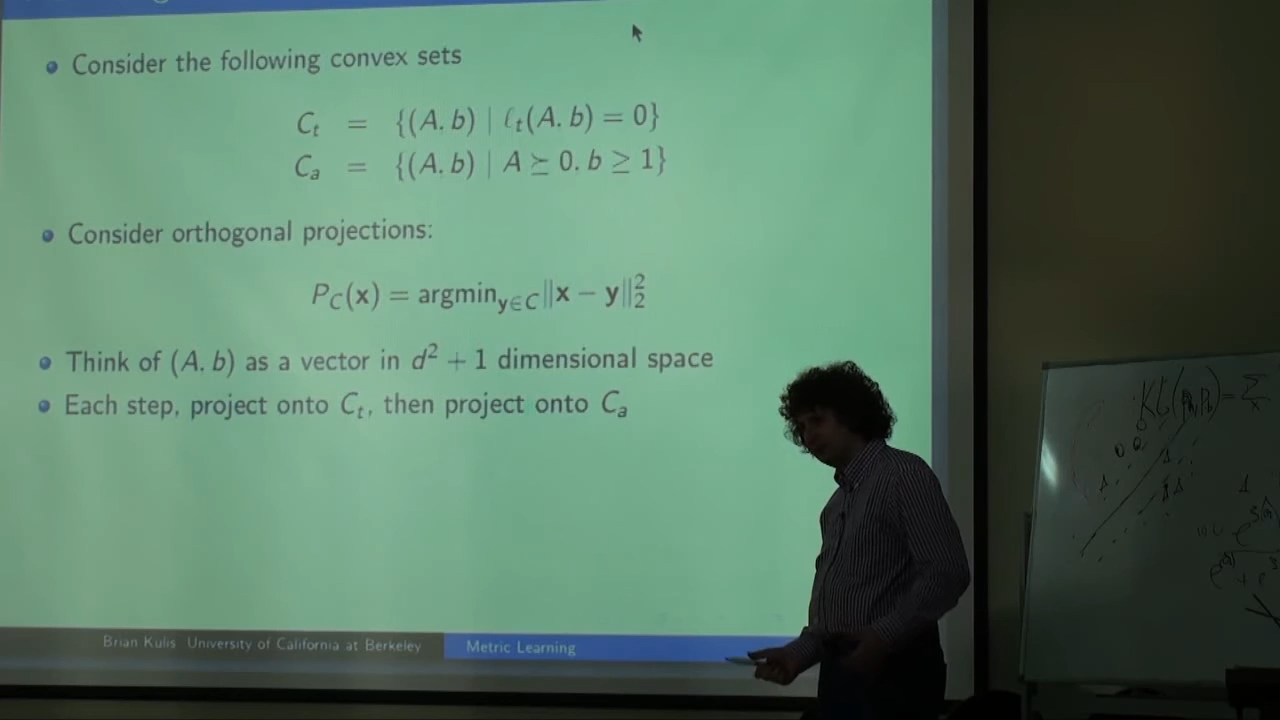 Consider the following convex sets
C_t = {(A, b) | ℓ_t(A, b) = 0}
C_a = {(A, b) | A ⪰ 0, b ≥ 1}
Consider orthogonal projections:
P_C(x) = argmin_{y∈C} ||x − y||_2^2
Think of (A, b) as a vector in d^2 + 1 dimensional space
Each step, project onto C_t, then project onto C_a
Brian Kulis University of California at Berkeley
Metric Learning